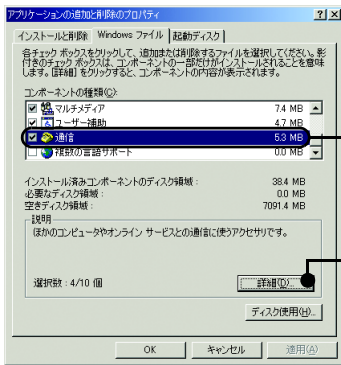 アプリケーションの追加と削除のプロパティ
インストールと削除 Windows ファイル 起動ディスク
各チェック ボックスをクリックして、追加または削除するファイルを選択してください。影
付きのチェック ボックスは、コンポーネントの一部だけがインストールされることを意味
します。[詳細] をクリックすると、コンポーネントの内容が表示されます。
コンポーネントの種類(C):
マルチメディア 7.4 MB
ユーザー補助 4.7 MB
通信 5.3 MB
複数の言語サポート 0.0 MB
インストール済みコンポーネントのディスク領域 : 38.4 MB
必要なディスク領域 : 0.0 MB
空きディスク領域 : 7091.4 MB
説明
ほかのコンピュータやオンライン サービスとの通信に使うアクセサリです。
選択数 : 4/10 個
詳細(D)...
ディスク使用(H)...
OK キャンセル 適用(A)